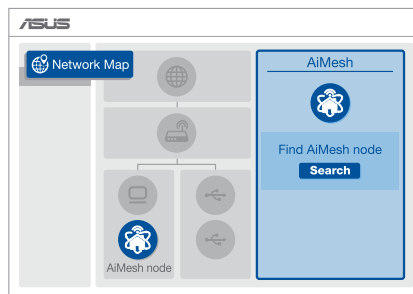 ASUS
Network Map
AiMesh
Find AiMesh node
Search
AiMesh node